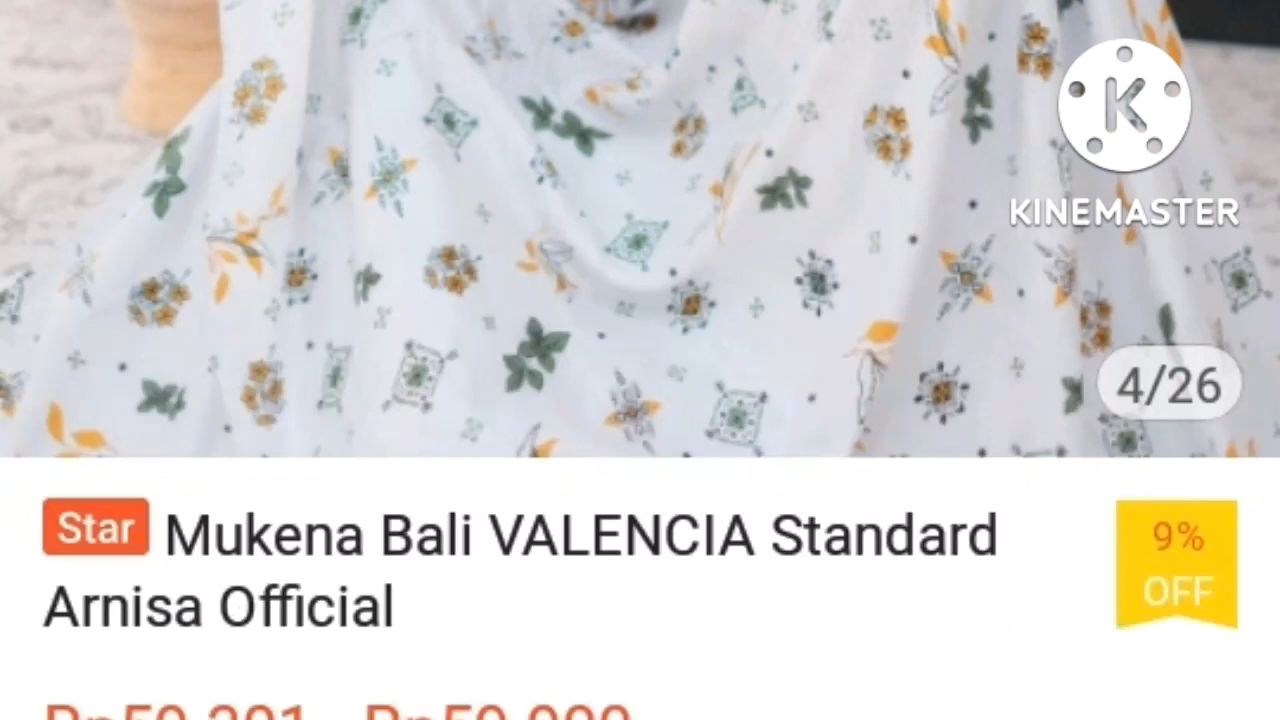 K
KINEMASTER
4/26
Star Mukena Bali VALENCIA Standard
Arnisa Official
9%
OFF